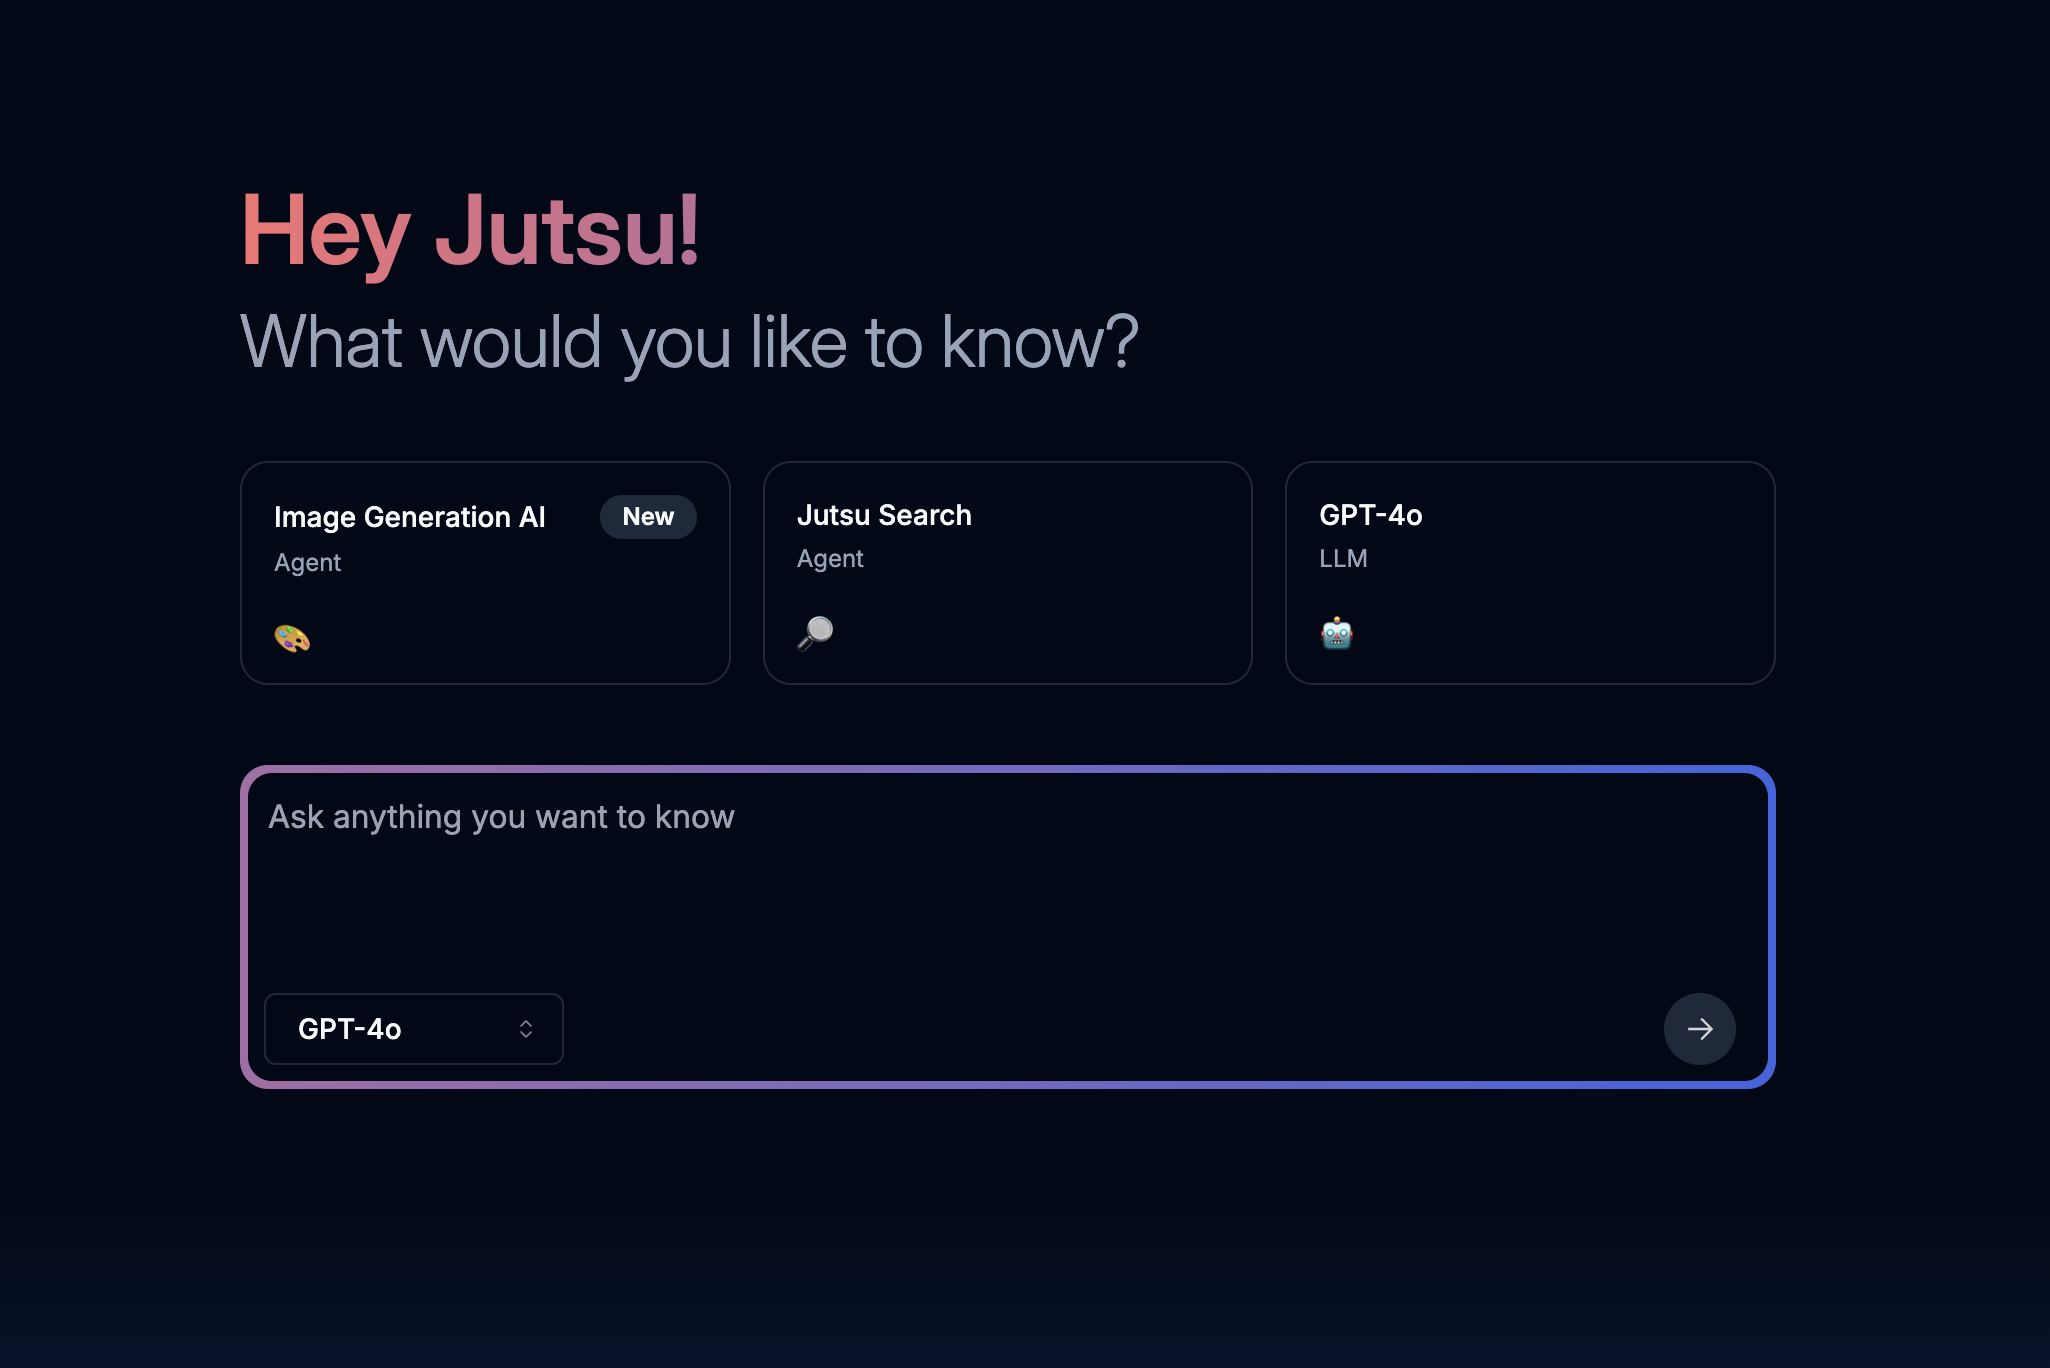 Hey Jutsu!
What would you like to know?
Image Generation AI
New
Agent
Jutsu Search
Agent
GPT-4o
LLM
Ask anything you want to know
GPT-4o